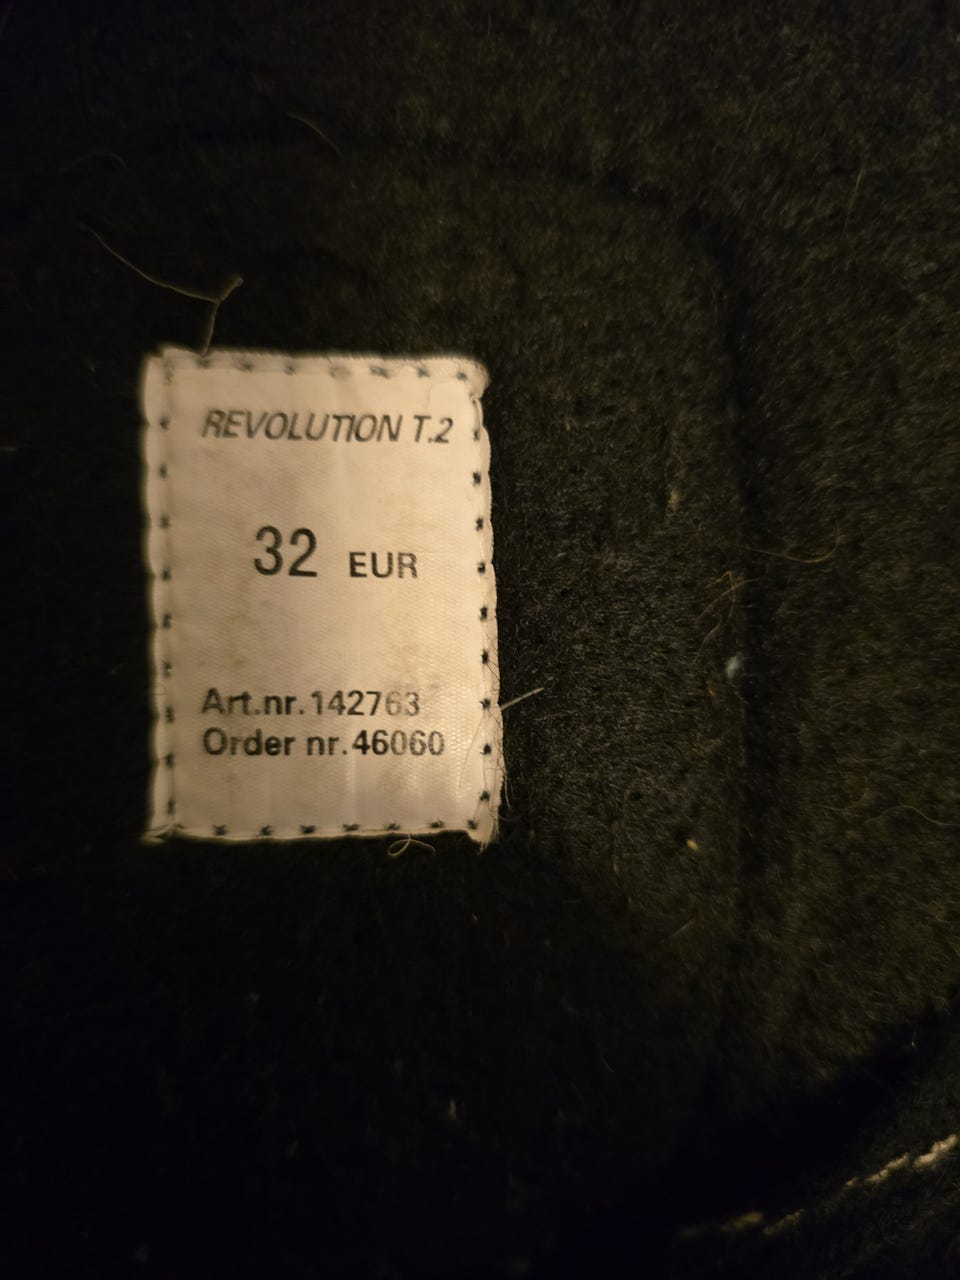 REVOLUTION T.2
32 EUR
Art.nr.142763
Order nr.46060